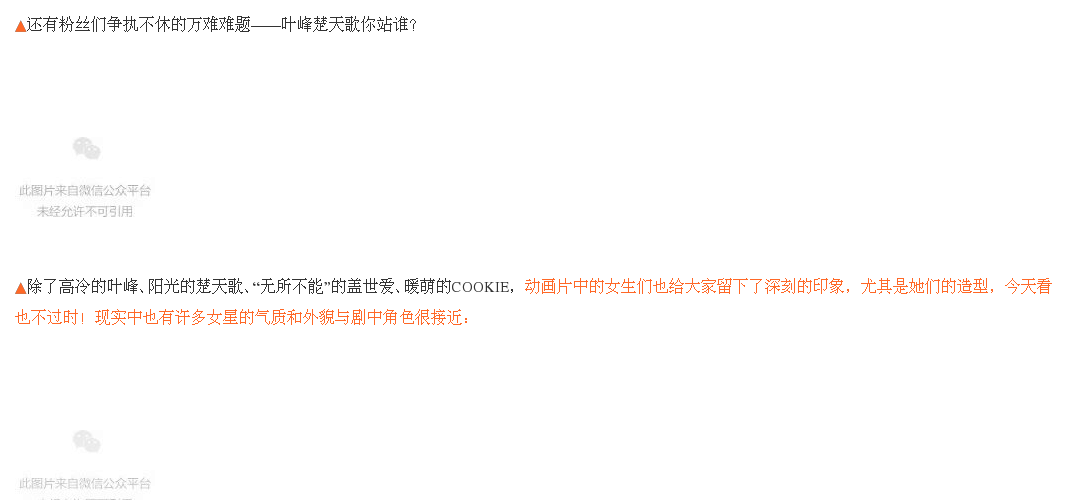 ▲还有粉丝们争执不休的万难难题——叶峰楚天歌你站谁?
此图片来自微信公众平台
未经允许不可引用
▲除了高冷的叶峰、阳光的楚天歌、“无所不能”的盖世爱、暖萌的COOKIE，动画片中的女生们也给大家留下了深刻的印象，尤其是她们的造型，今天看
也不过时！现实中也有许多女星的气质和外貌与剧中角色很接近：
此图片来自微信公众平台